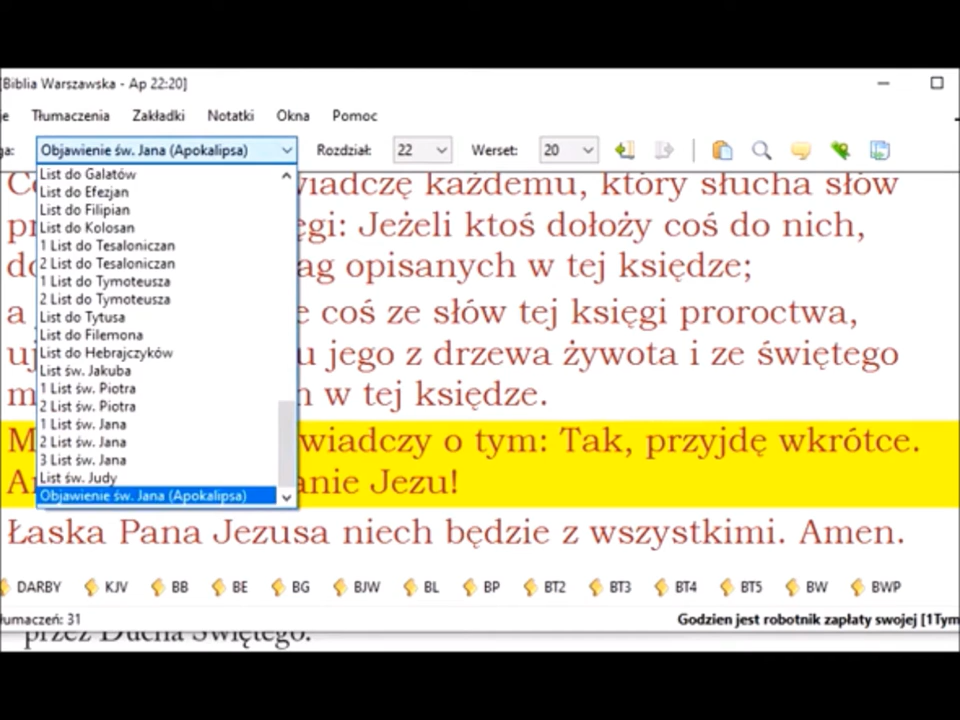 [Biblia Warszawska - Ap 22:20]
Tłumaczenia Zakładki Notatki Okna Pomoc
ga: Objawienie św. Jana (Apokalipsa) Rozdział: 22 Werset: 20
List do Galatów
List do Efezjan
List do Filipian
List do Kolosan
1 List do Tesaloniczan
2 List do Tesaloniczan
1 List do Tymoteusza
2 List do Tymoteusza
List do Tytusa
List do Filemona
List do Hebrajczyków
List św. Jakuba
1 List św. Piotra
2 List św. Piotra
1 List św. Jana
2 List św. Jana
3 List św. Jana
List św. Judy
Objawienie św. Jana (Apokalipsa)
wiadczę każdemu, który słucha słów
ęgi: Jeżeli ktoś dołoży coś do nich,
ag opisanych w tej księdze;
a e coś ze słów tej księgi proroctwa,
u jego z drzewa żywota i ze świętego
m w tej księdze.
wiadczy o tym: Tak, przyjdę wkrótce.
anie Jezu!
Łaska Pana Jezusa niech będzie z wszystkimi. Amen.
DARBY KJV BB BE BG BJW BL BP BT2 BT3 BT4 BT5 BW BWP
łumaczeń: 31 Godzien jest robotnik zapłaty swojej [1Tym
przez Ducha Świętego.